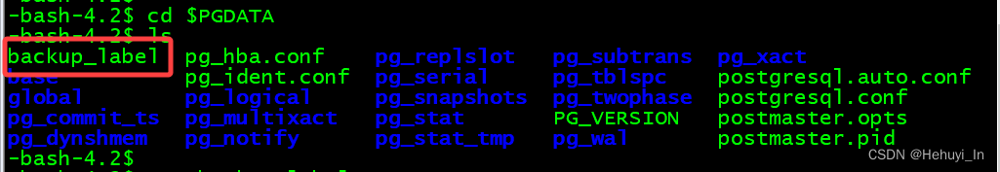 -bash-4.2$ cd $PGDATA
-bash-4.2$ ls
backup_label pg_hba.conf pg_replslot pg_subtrans pg_xact
base pg_ident.conf pg_serial pg_tblspc postgresql.auto.conf
global pg_logical pg_snapshots pg_twophase postgresql.conf
pg_commit_ts pg_multixact pg_stat PG_VERSION postmaster.opts
pg_dynshmem pg_notify pg_stat_tmp pg_wal postmaster.pid
-bash-4.2$
CSDN @Hehuyi_In